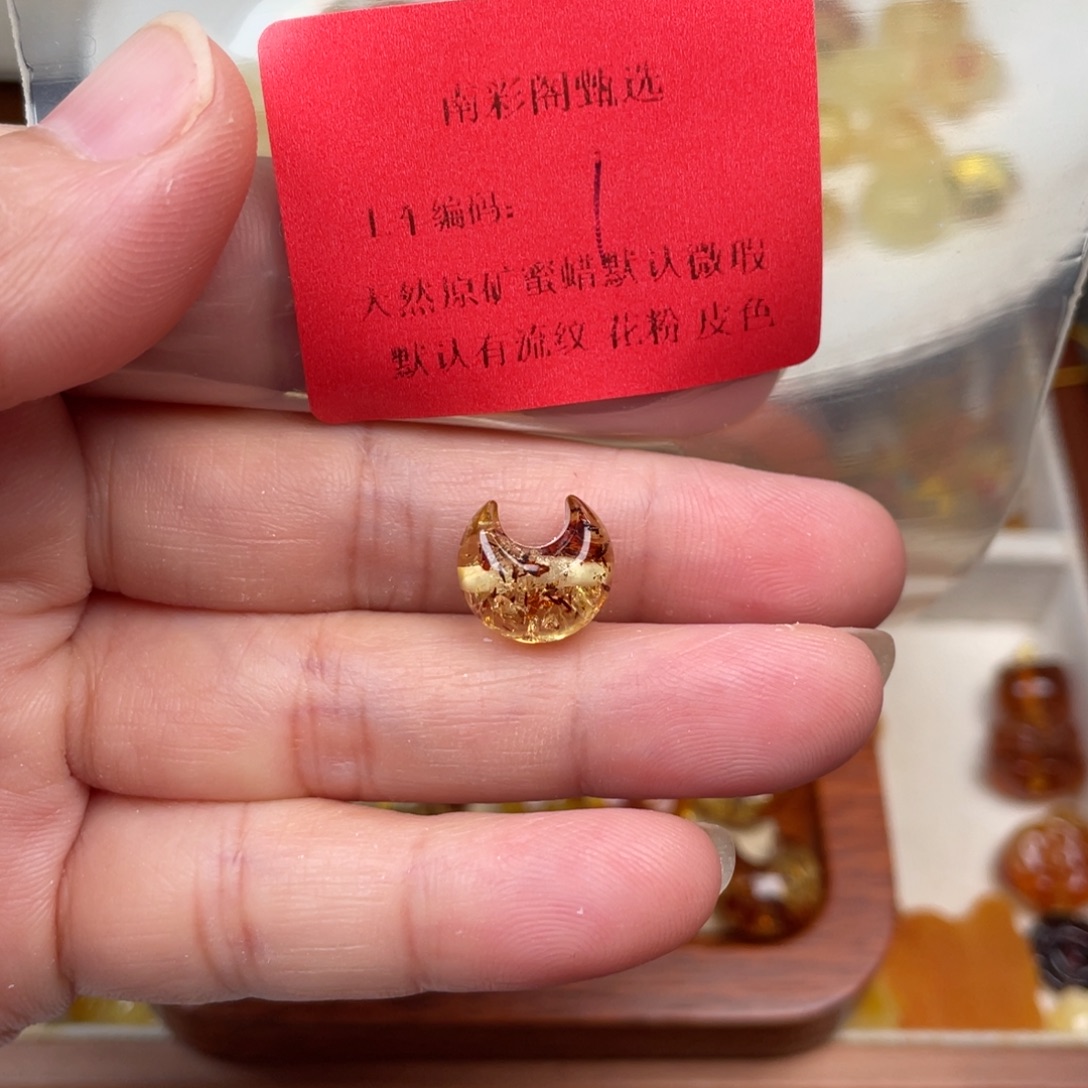 南彩阁甄选
工个编码:
天然原矿蜜蜡默认微瑕
默认有流纹 花粉 皮色